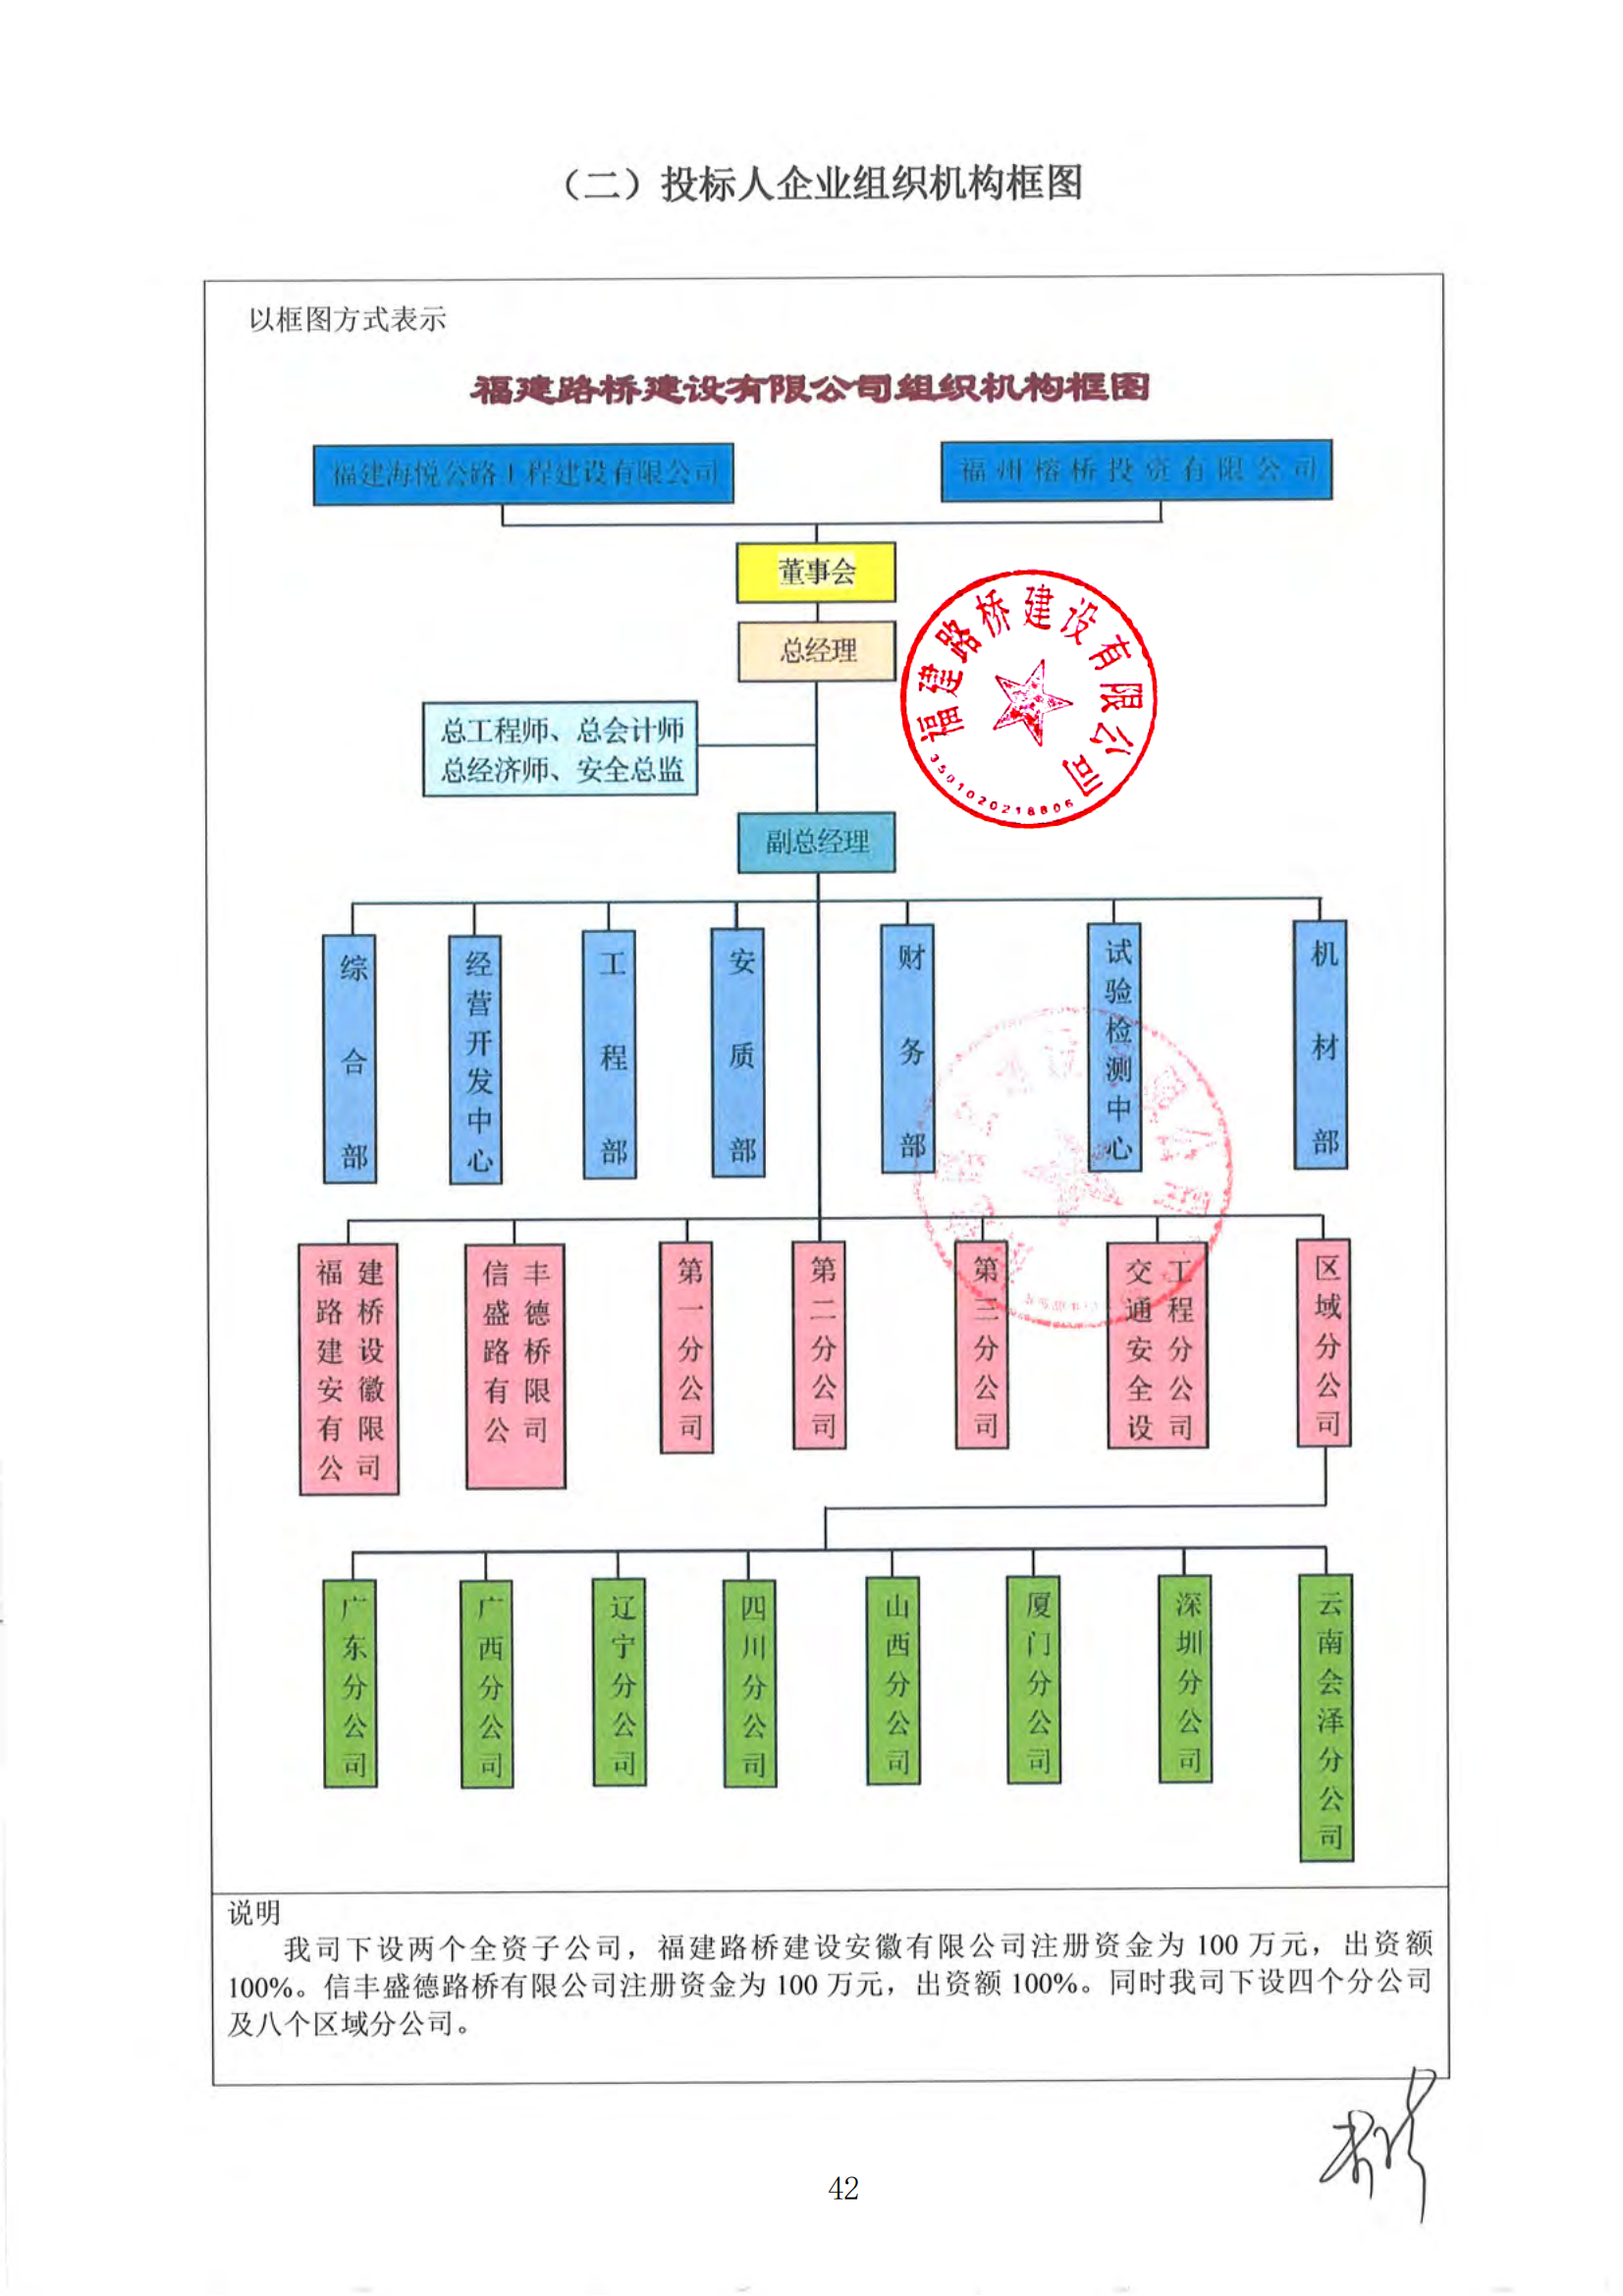 （二）投标人企业组织机构框图
以框图方式表示
福建路桥建设有限公司组织机构框图
福建海悦公路工程建设有限公司
福州榕桥投资有限公司
董事会
总经理
福建路桥建设有限公司
3501020218806
总工程师、总会计师
总经济师、安全总监
副总经理
综合部
经营开发中心
工程部
安质部
财务部
试验检测中心
机材部
福建
路桥
建设
安徽
有限
公司
信丰
盛德
路桥
有限
公司
第一分公司
第二分公司
第三分公司
交工
通程
安分
全公
设司
区域分公司
广东分公司
广西分公司
辽宁分公司
四川分公司
山西分公司
厦门分公司
深圳分公司
云南会泽分公司
说明
我司下设两个全资子公司，福建路桥建设安徽有限公司注册资金为 100 万元，出资额
100%。信丰盛德路桥有限公司注册资金为 100 万元，出资额 100%。同时我司下设四个分公司
及八个区域分公司。
42